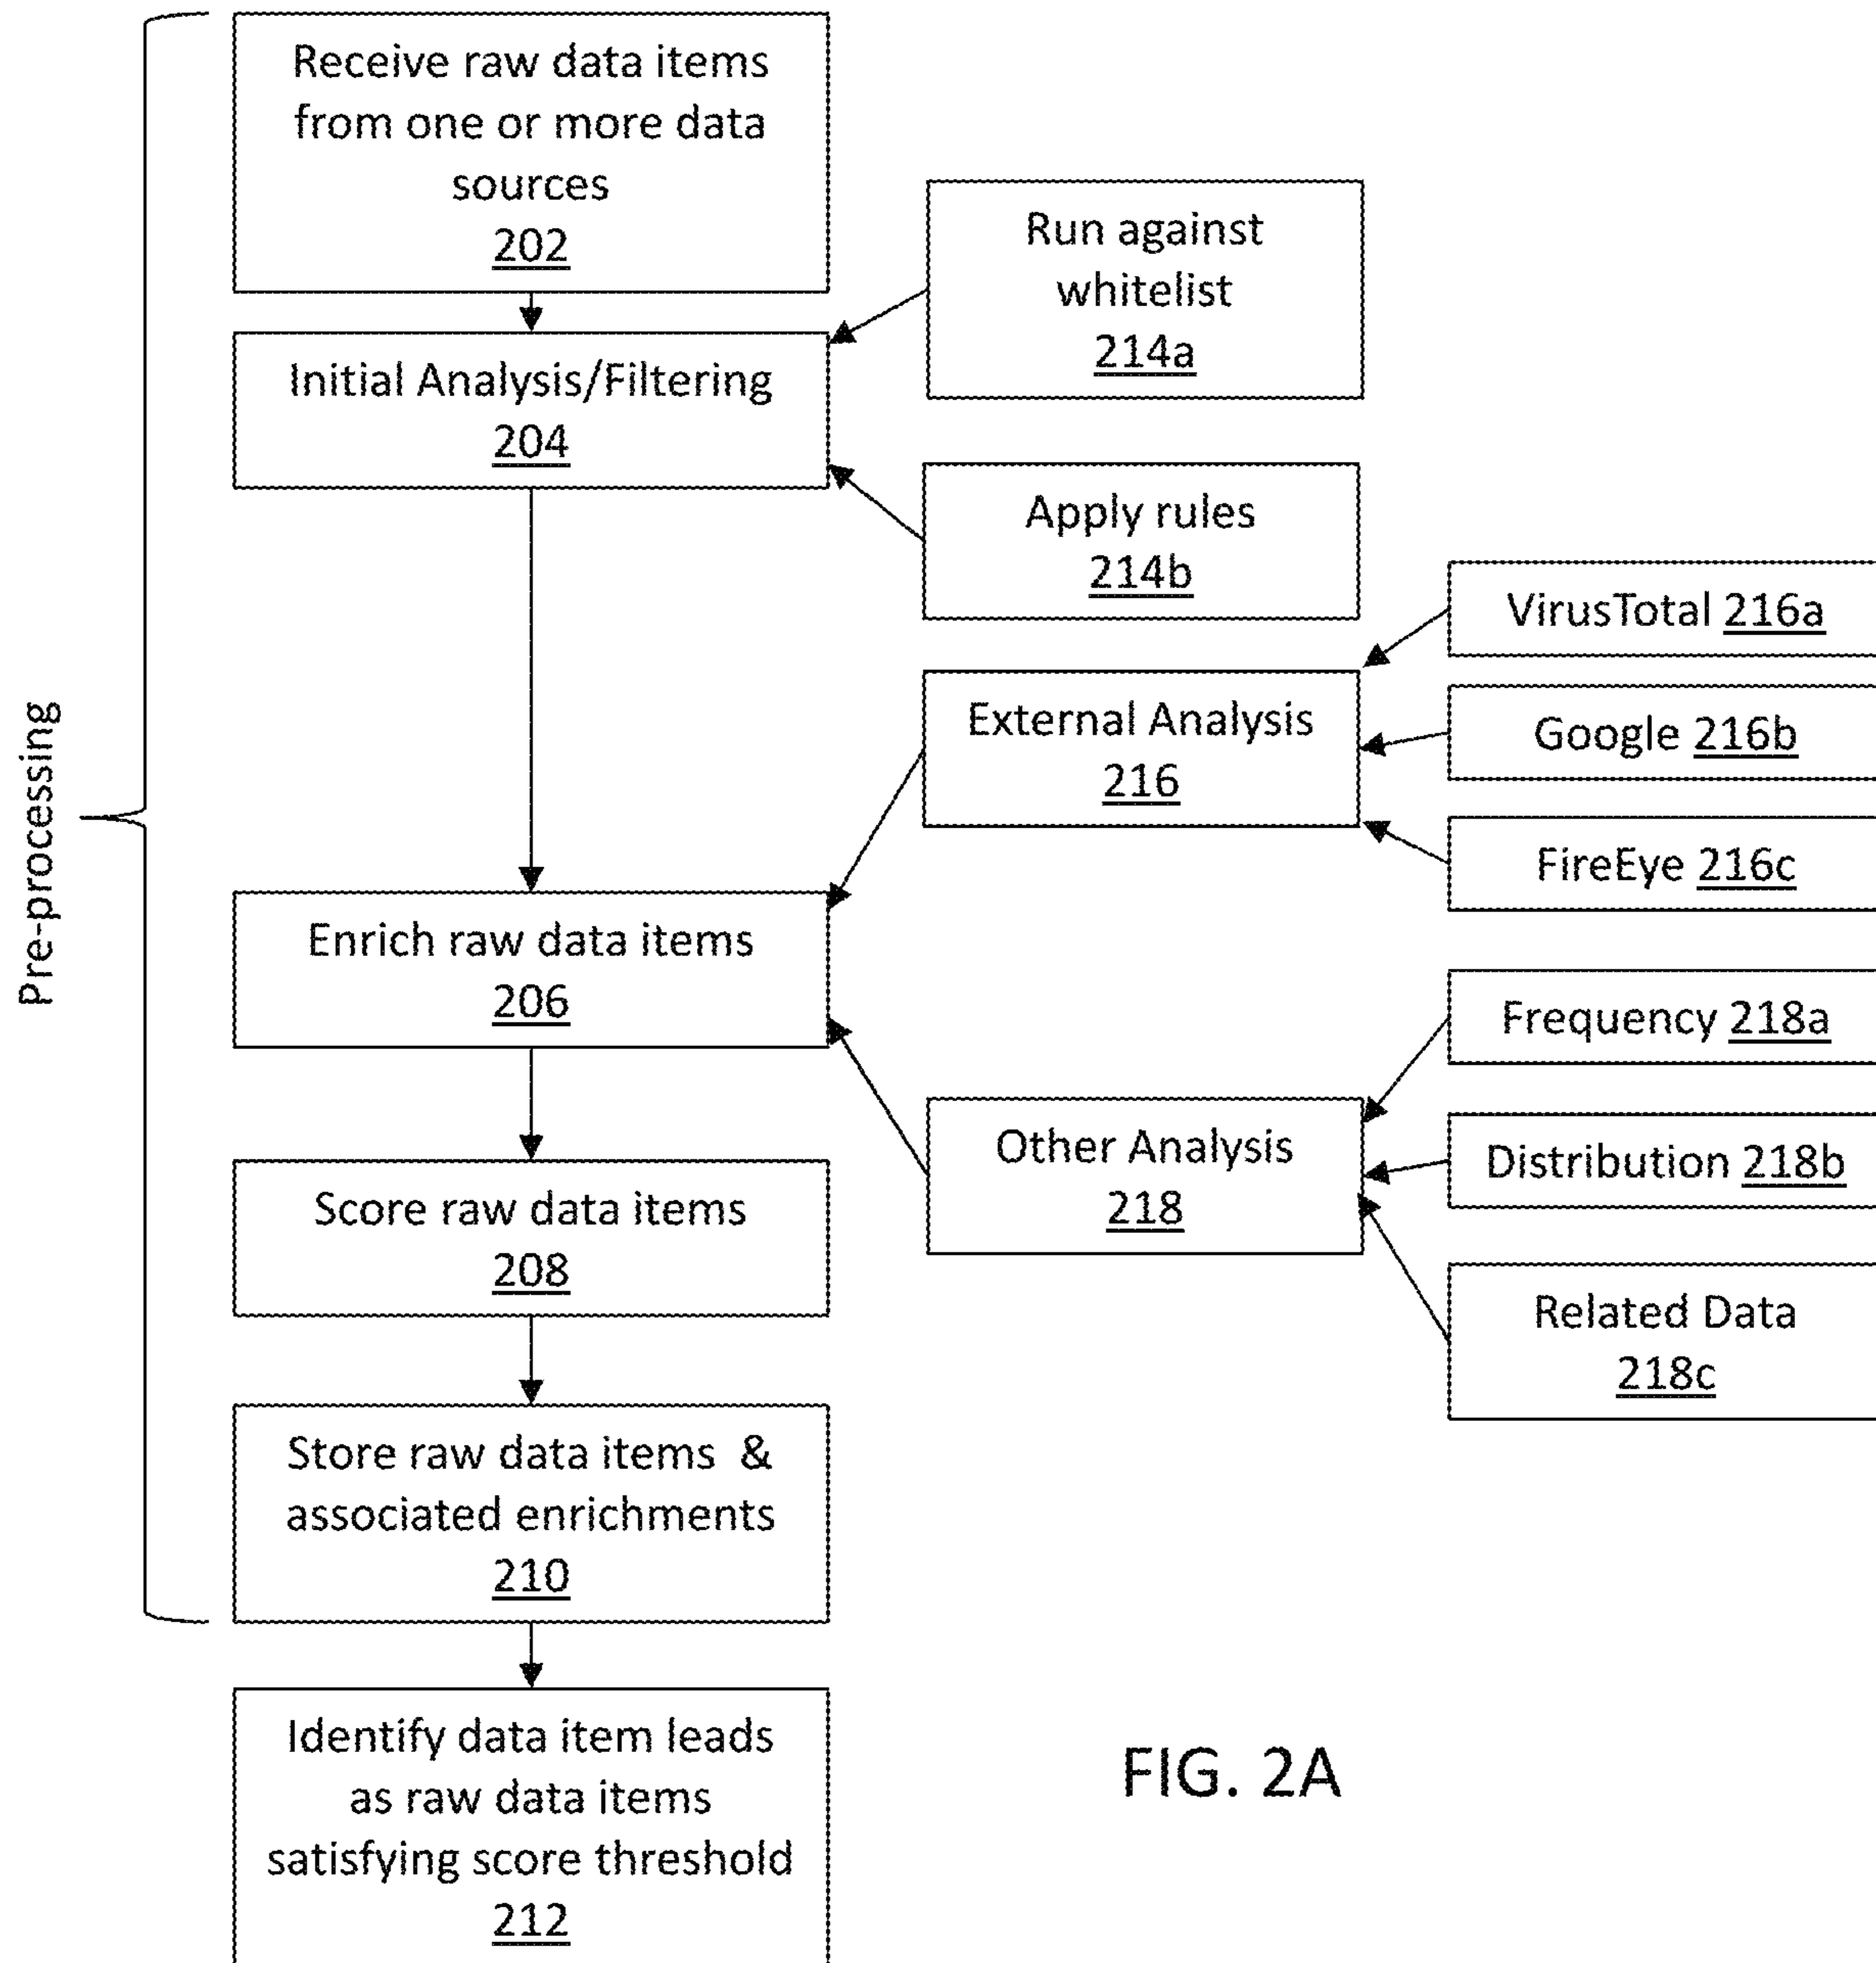 Pre-processing
Receive raw data items
from one or more data
sources
202
Initial Analysis/Filtering
204
Run against
whitelist
214a
Apply rules
214b
VirusTotal 216a
External Analysis
216
Google 216b
FireEye 216c
Enrich raw data items
206
Frequency 218a
Other Analysis
218
Distribution 218b
Related Data
218c
Score raw data items
208
Store raw data items & 
associated enrichments
210
Identify data item leads
as raw data items
satisfying score threshold
212
FIG. 2A